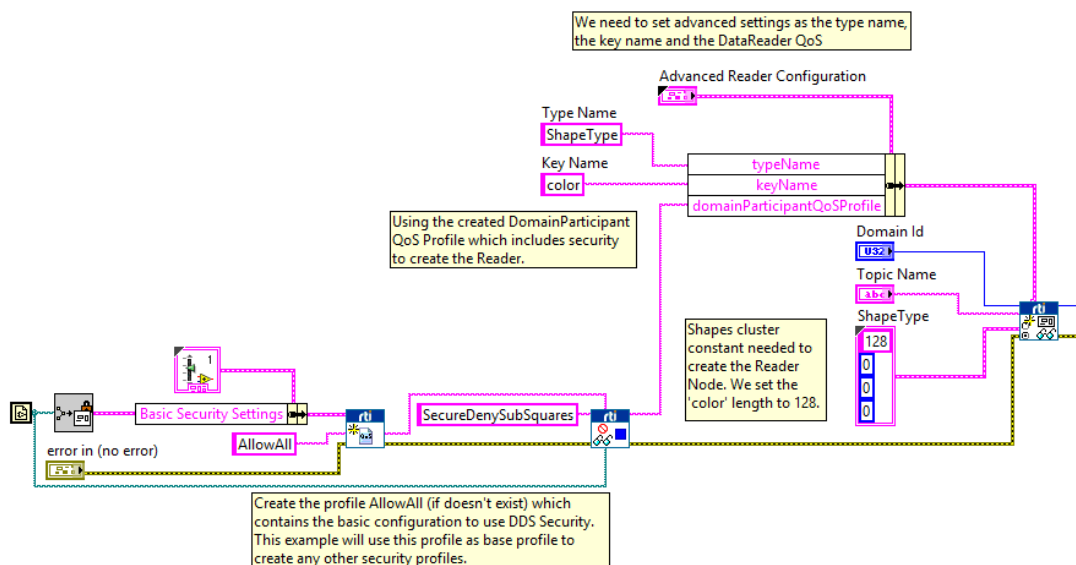 We need to set advanced settings as the type name,
the key name and the DataReader QoS
Advanced Reader Configuration
Type Name
ShapeType
typeName
Key Name
color
keyName
domainParticipantQoSProfile
Using the created DomainParticipant
QoS Profile which includes security
to create the Reader.
Domain Id
U32
Topic Name
abc
rti
ShapeType
128
0
0
0
Shapes cluster
constant needed to
create the Reader
Node. We set the
'color' length to 128.
1
Basic Security Settings
rti
QoS
SecureDenySubSquares
rti
AllowAll
error in (no error)
Create the profile AllowAll (if doesn't exist) which
contains the basic configuration to use DDS Security.
This example will use this profile as base profile to
create any other security profiles.